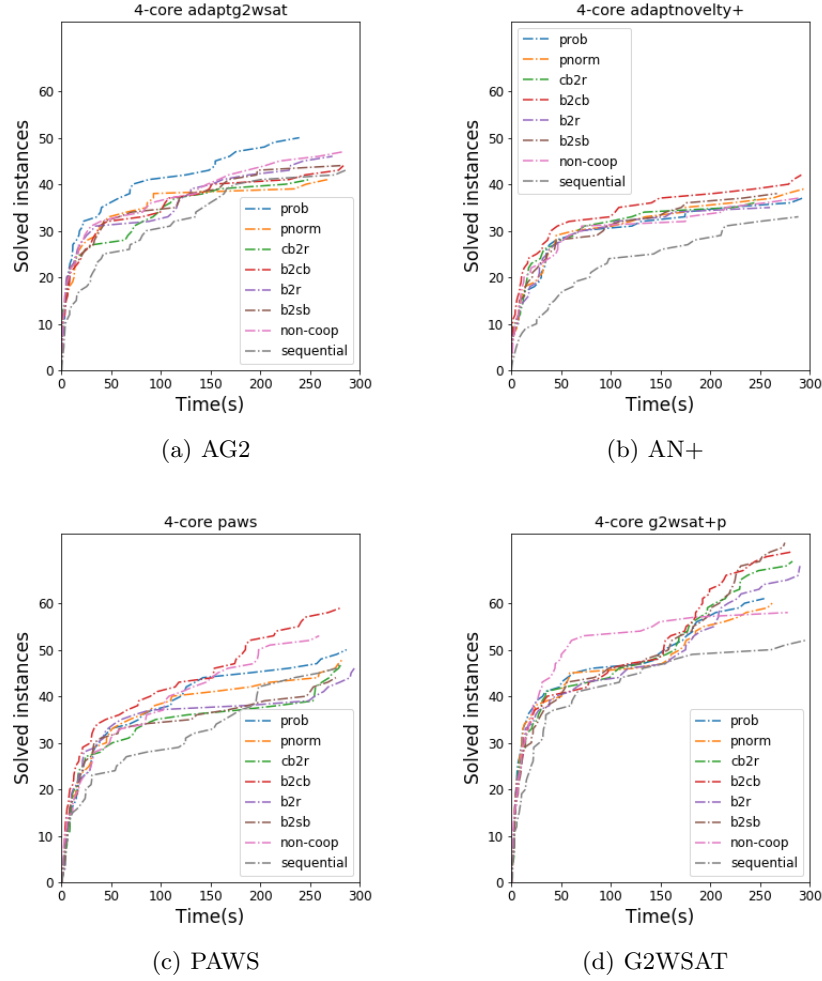 4-core adaptg2wsat
Solved instances
60
50
40
30
20
10
0
prob
pnorm
cb2r
b2cb
b2r
b2sb
non-coop
sequential
0 50 100 150 200 250 300
Time(s)
(a) AG2
4-core adaptnovelty+
Solved instances
60
50
40
30
20
10
0
prob
pnorm
cb2r
b2cb
b2r
b2sb
non-coop
sequential
0 50 100 150 200 250 300
Time(s)
(b) AN+
4-core paws
Solved instances
60
50
40
30
20
10
0
prob
pnorm
cb2r
b2cb
b2r
b2sb
non-coop
sequential
0 50 100 150 200 250 300
Time(s)
(c) PAWS
4-core g2wsat+p
Solved instances
60
50
40
30
20
10
0
prob
pnorm
cb2r
b2cb
b2r
b2sb
non-coop
sequential
0 50 100 150 200 250 300
Time(s)
(d) G2WSAT